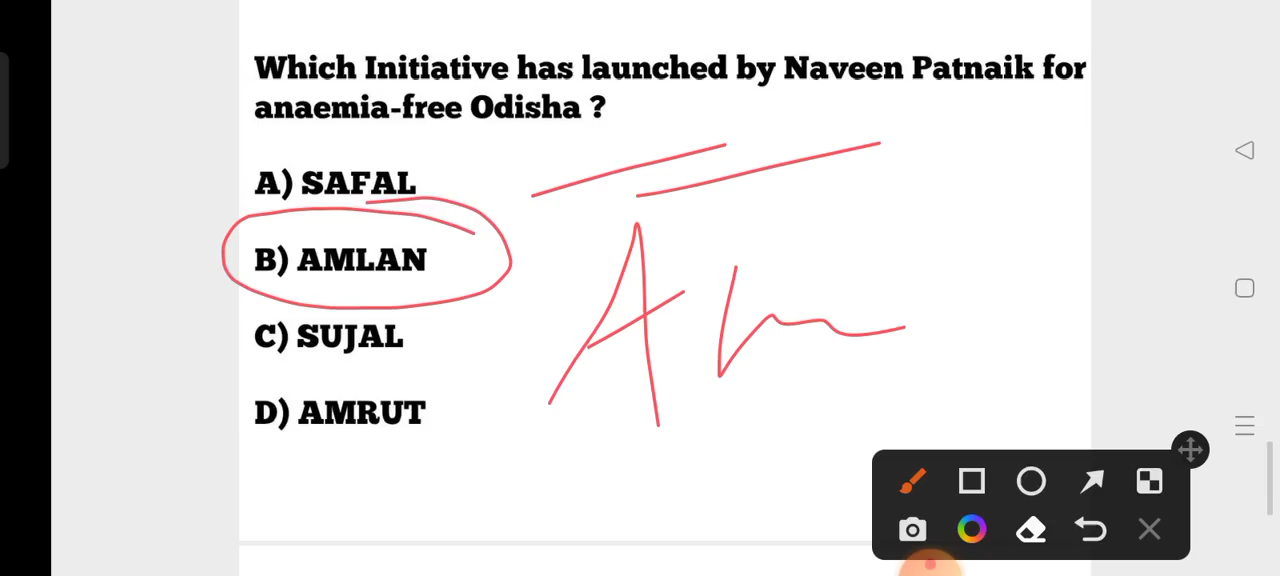 Which Initiative has launched by Naveen Patnaik for
anaemia-free Odisha ?
A) SAFAL
B) AMLAN
C) SUJAL
D) AMRUT